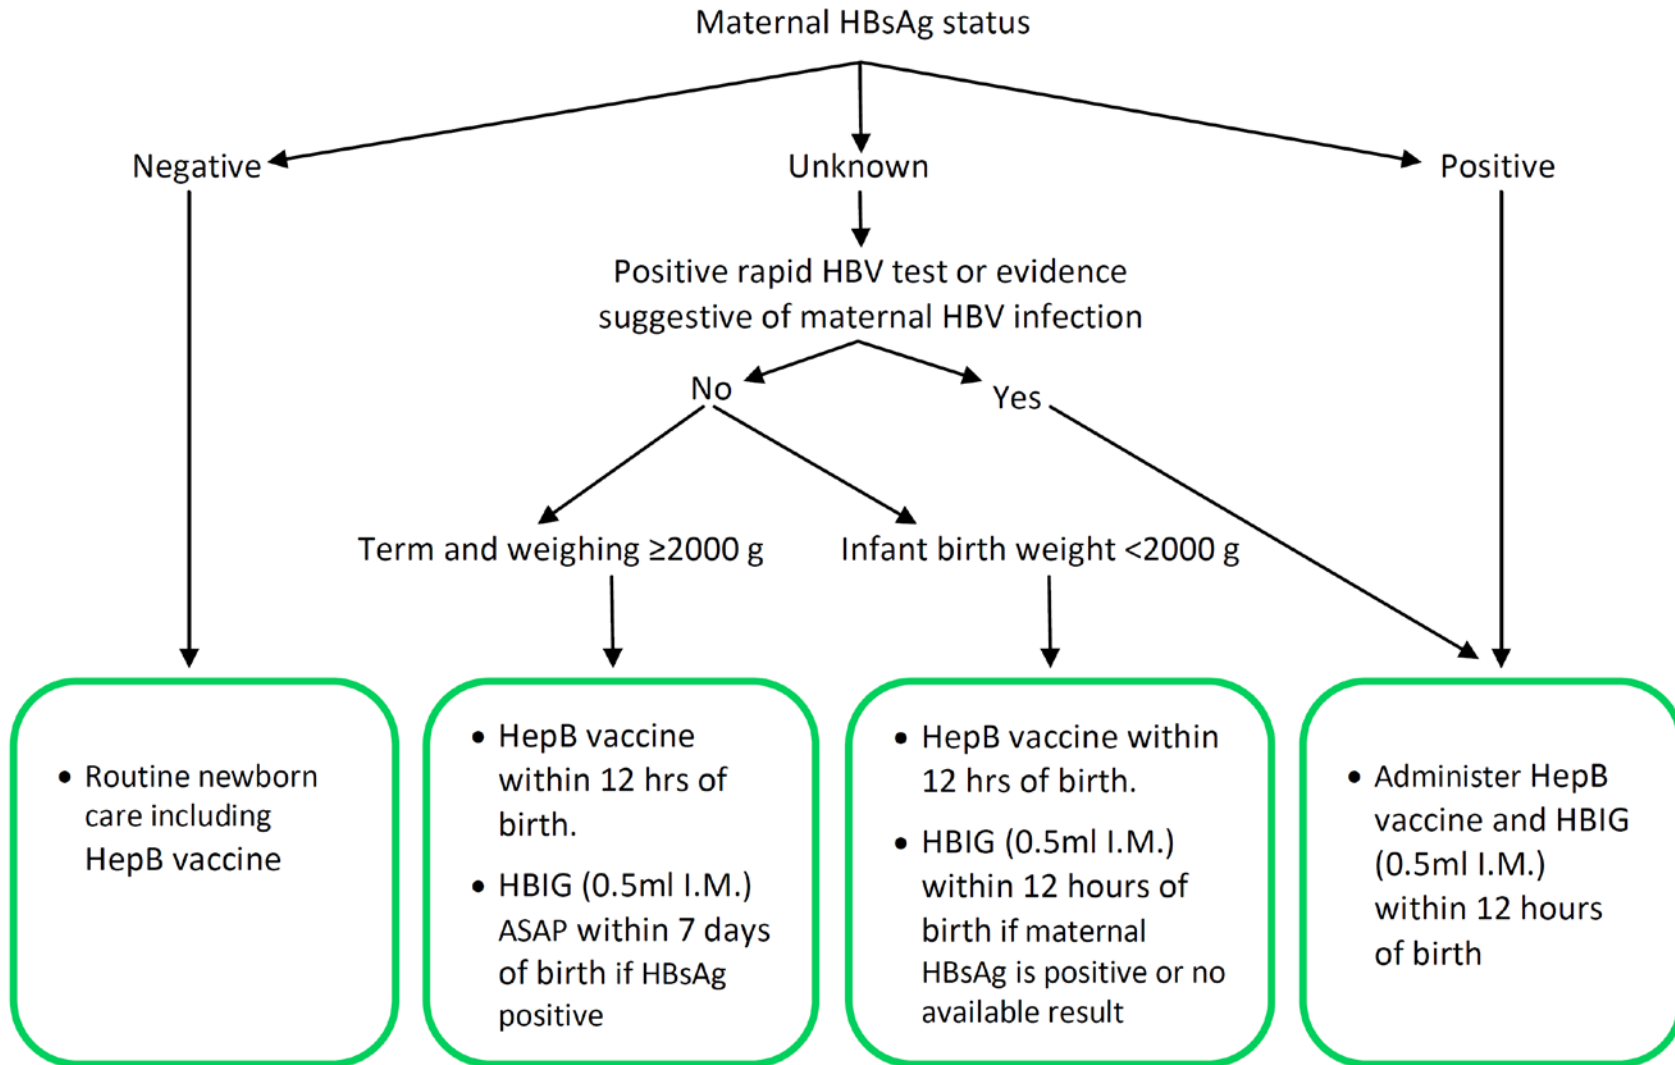 Maternal HBsAg status
Negative
Unknown
Positive
Positive rapid HBV test or evidence
suggestive of maternal HBV infection
No
Yes
Term and weighing ≥2000 g
Infant birth weight <2000 g
• Routine newborn
care including
HepB vaccine
• HepB vaccine
within 12 hrs of
birth.
• HBIG (0.5ml I.M.)
ASAP within 7 days
of birth if HBsAg
positive
• HepB vaccine within
12 hrs of birth.
• HBIG (0.5ml I.M.)
within 12 hours of
birth if maternal
HBsAg is positive or no
available result
• Administer HepB
vaccine and HBIG
(0.5ml I.M.)
within 12 hours
of birth